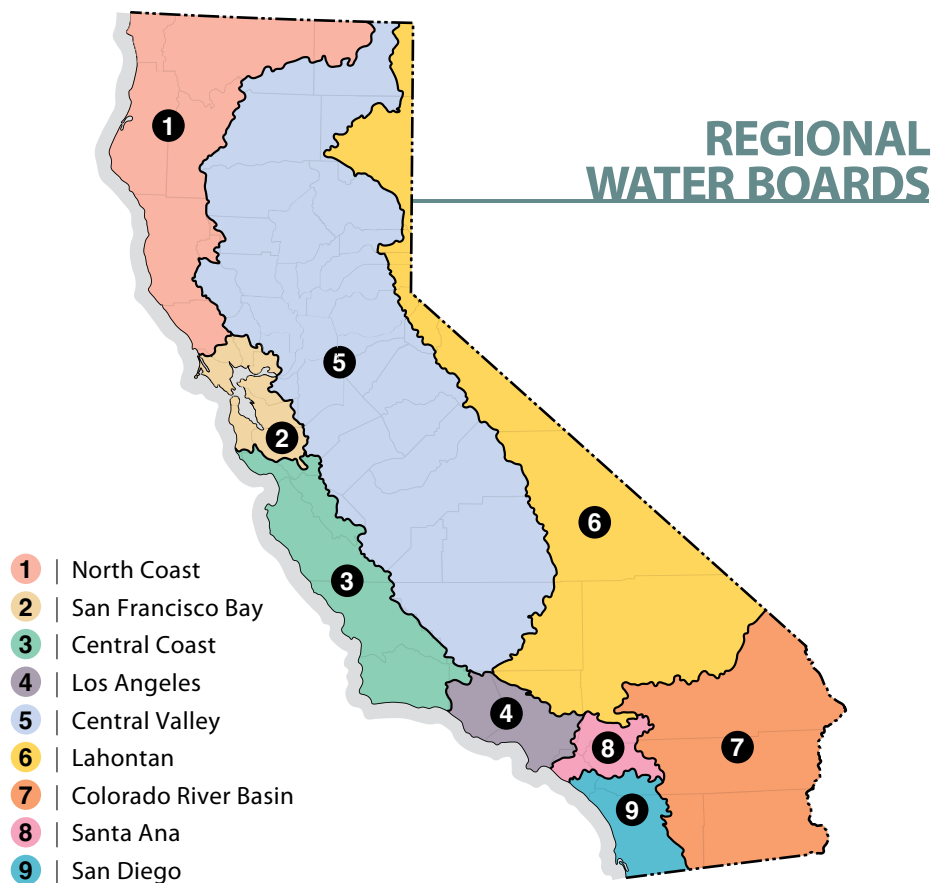 REGIONAL
WATER BOARDS
1
5
2
6
3
4
8
7
9
1 | North Coast
2 | San Francisco Bay
3 | Central Coast
4 | Los Angeles
5 | Central Valley
6 | Lahontan
7 | Colorado River Basin
8 | Santa Ana
9 | San Diego